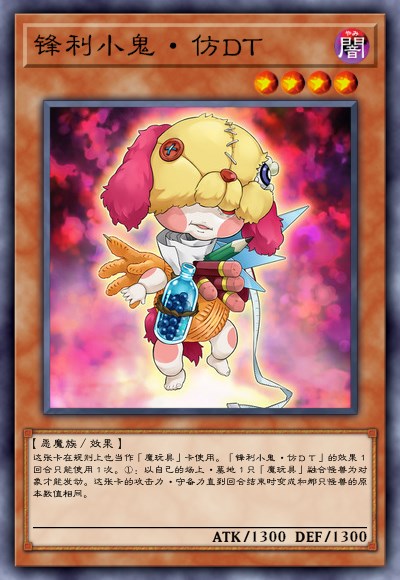 锋利小鬼・仿DT
やみ
闇
【恶魔族/效果】
这张卡在规则上也当作「魔玩具」卡使用。「锋利小鬼・仿DT」的效果1
回合只能使用1次。①：以自己的场上・墓地1只「魔玩具」融合怪兽为对
象才能发动。这张卡的攻击力・守备力直到回合结束时变成和那只怪兽的原
本数值相同。
ATK/1300 DEF/1300